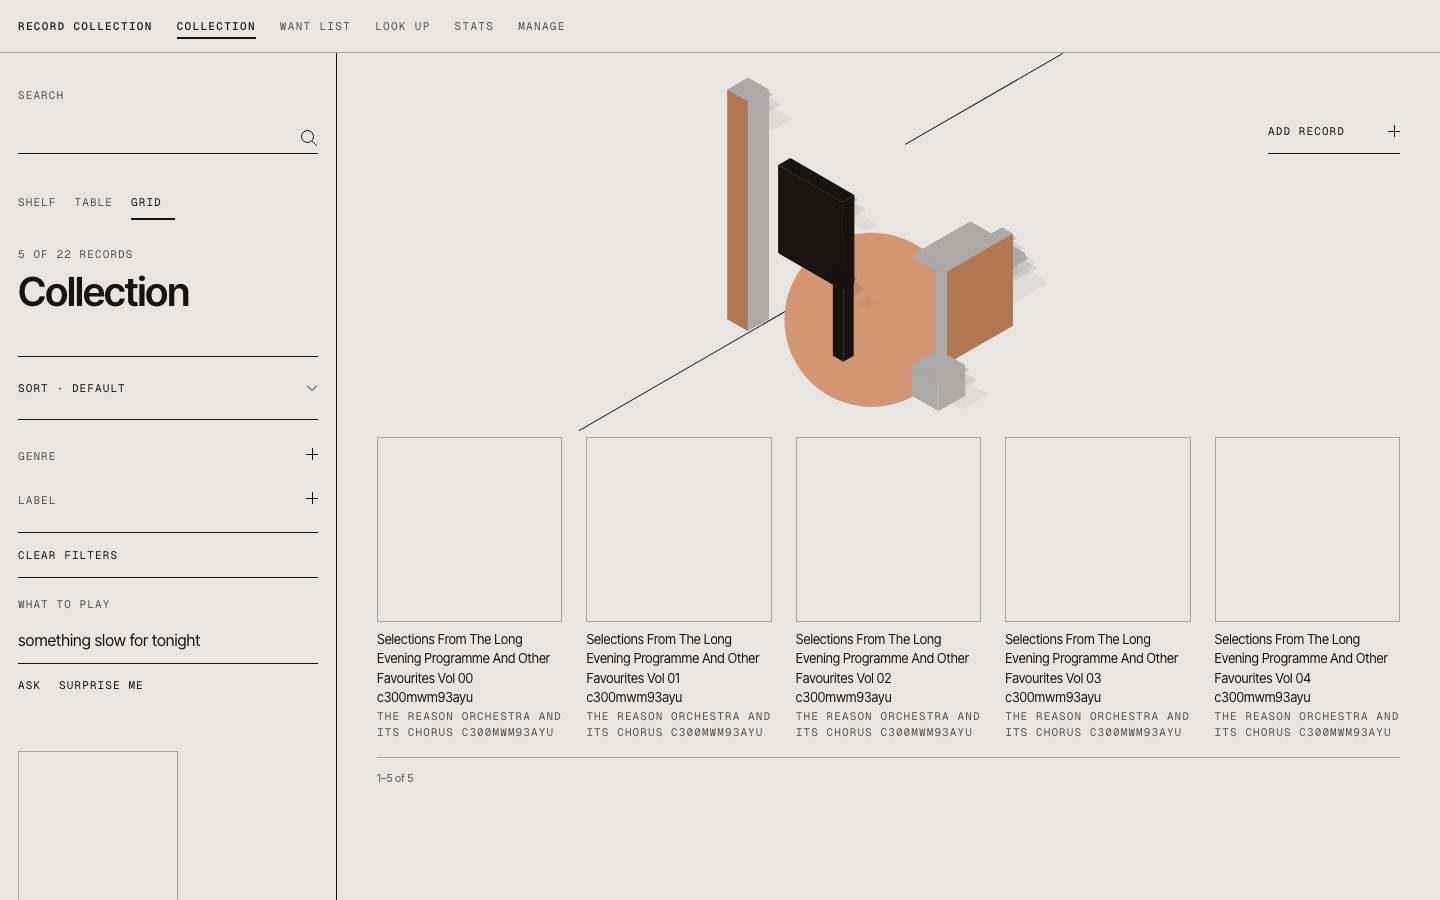 RECORD COLLECTION COLLECTION WANT LIST LOOK UP STATS MANAGE
SEARCH
ADD RECORD
SHELF TABLE GRID
5 OF 22 RECORDS
Collection
SORT · DEFAULT
GENRE
LABEL
CLEAR FILTERS
WHAT TO PLAY
something slow for tonight
ASK SURPRISE ME
Selections From The Long
Evening Programme And Other
Favourites Vol 00
c300mwm93ayu
THE REASON ORCHESTRA AND
ITS CHORUS C300MWM93AYU
Selections From The Long
Evening Programme And Other
Favourites Vol 01
c300mwm93ayu
THE REASON ORCHESTRA AND
ITS CHORUS C300MWM93AYU
Selections From The Long
Evening Programme And Other
Favourites Vol 02
c300mwm93ayu
THE REASON ORCHESTRA AND
ITS CHORUS C300MWM93AYU
Selections From The Long
Evening Programme And Other
Favourites Vol 03
c300mwm93ayu
THE REASON ORCHESTRA AND
ITS CHORUS C300MWM93AYU
Selections From The Long
Evening Programme And Other
Favourites Vol 04
c300mwm93ayu
THE REASON ORCHESTRA AND
ITS CHORUS C300MWM93AYU
1–5 of 5